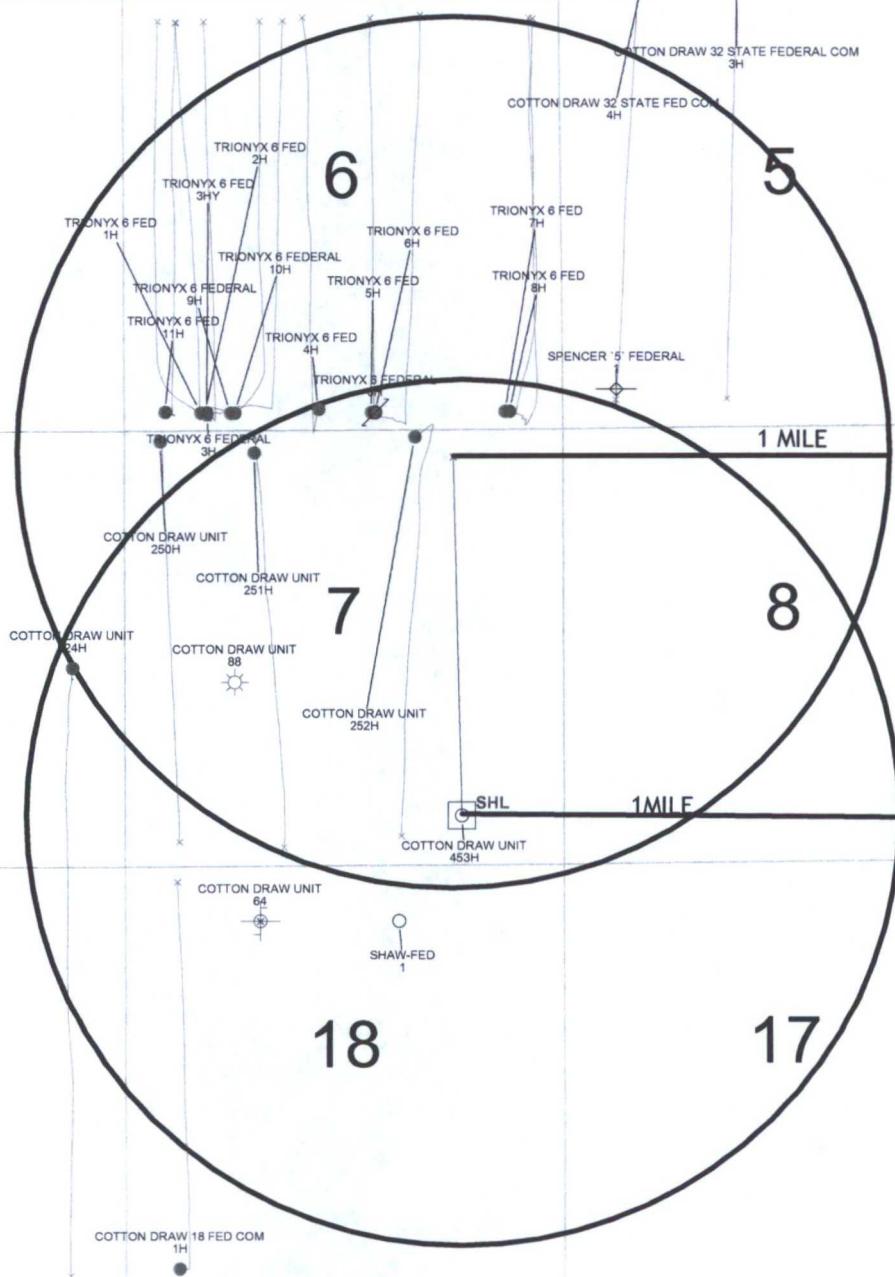 COTTON DRAW 32 STATE FEDERAL COM
3H
COTTON DRAW 32 STATE FED COM
4H
6
5
TRIONYX 6 FED
2H
TRIONYX 6 FED
3HY
TRIONYX 6 FED
1H
TRIONYX 6 FED
7H
TRIONYX 6 FED
6H
TRIONYX 6 FEDERAL
10H
TRIONYX 6 FED
8H
TRIONYX 6 FED
5H
TRIONYX 6 FEDERAL
9H
TRIONYX 6 FED
11H
TRIONYX 6 FED
4H
SPENCER `5` FEDERAL
1
TRIONYX 6 FEDERAL
TRIONYX 6 FEDERAL
3H
1 MILE
COTTON DRAW UNIT
250H
COTTON DRAW UNIT
251H
7
8
COTTON DRAW UNIT
COTTON DRAW UNIT
88
COTTON DRAW UNIT
252H
SHL
1MILE
COTTON DRAW UNIT
453H
COTTON DRAW UNIT
64
SHAW-FED
1
18
17
COTTON DRAW 18 FED COM
1H